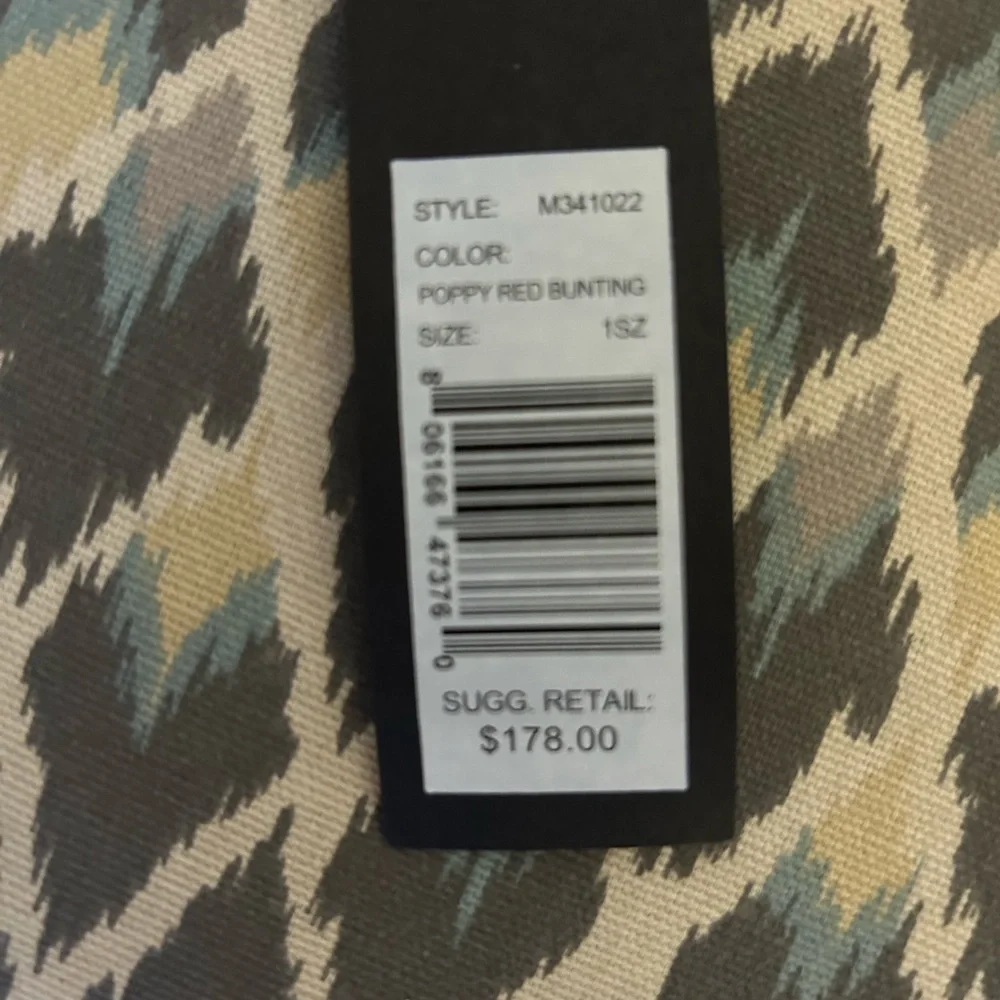 STYLE: M341022
COLOR:
POPPY RED BUNTING
SIZE: 1SZ
8 06166 47376 0
SUGG. RETAIL:
$178.00